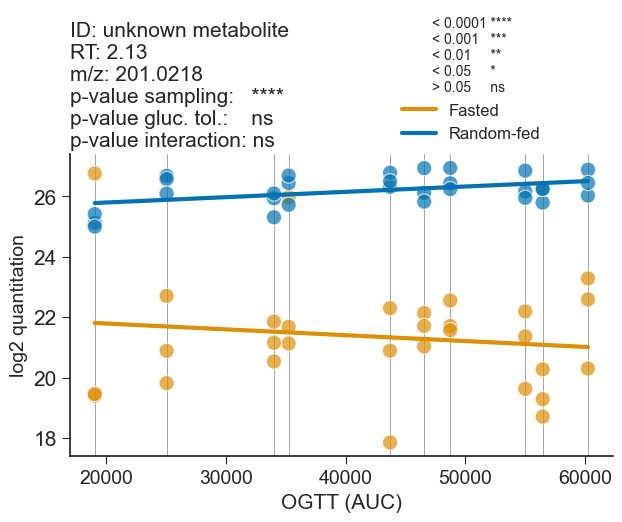 ID: unknown metabolite
RT: 2.13
m/z: 201.0218
p-value sampling: ****
p-value gluc. tol.: ns
p-value interaction: ns
< 0.0001 ****
< 0.001 ***
< 0.01 **
< 0.05 *
> 0.05 ns
Fasted
Random-fed
log2 quantitation
26
24
22
20
18
20000 30000 40000 50000 60000
OGTT (AUC)